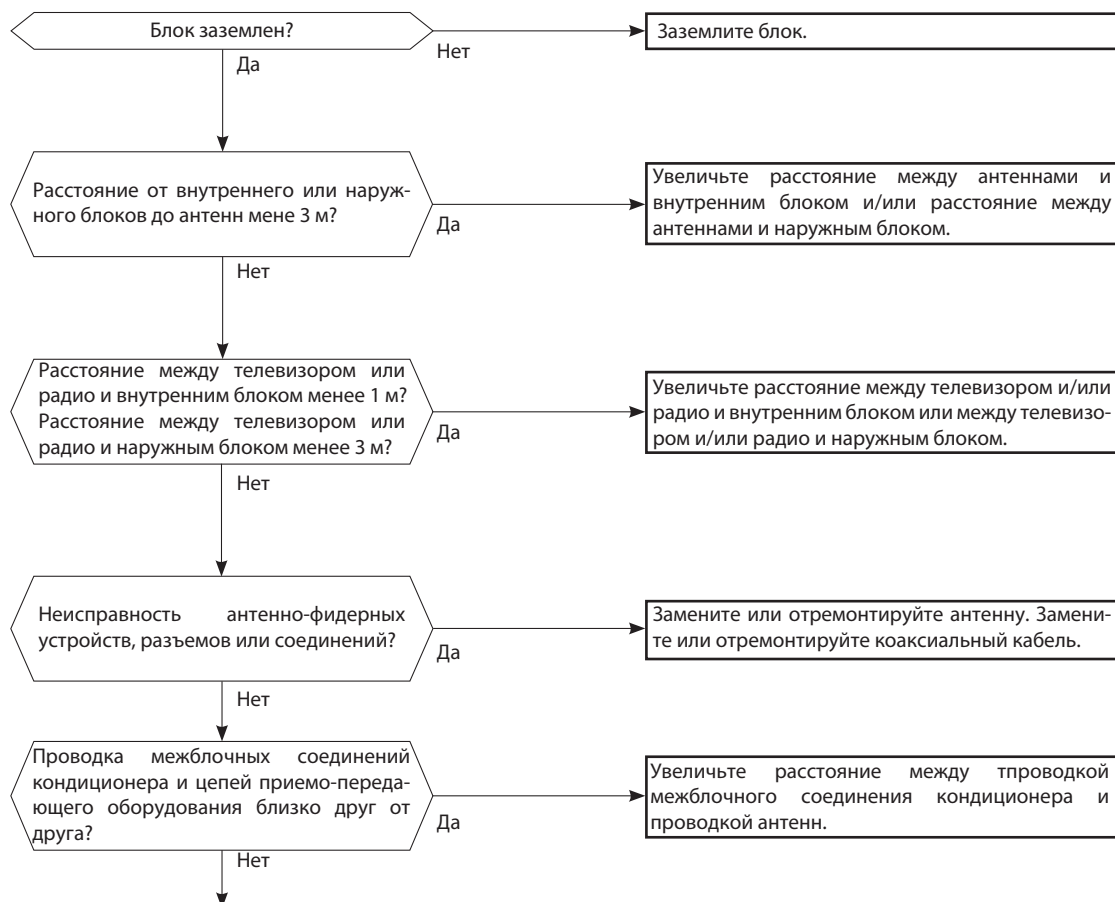 Блок заземлен?
Нет
Заземлите блок.
Да
Расстояние от внутреннего или наруж-
ного блоков до антенн мене 3 м?
Да
Увеличьте расстояние между антеннами и
внутренним блоком и/или расстояние между
антеннами и наружным блоком.
Нет
Расстояние между телевизором или
радио и внутренним блоком менее 1 м?
Расстояние между телевизором или
радио и наружным блоком менее 3 м?
Да
Увеличьте расстояние между телевизором и/или
радио и внутренним блоком или между телевизо-
ром и/или радио и наружным блоком.
Нет
Неисправность антенно-фидерных
устройств, разъемов или соединений?
Да
Замените или отремонтируйте антенну. Замени-
те или отремонтируйте коаксиальный кабель.
Нет
Проводка межблочных соединений
кондиционера и цепей приемо-переда-
ющего оборудования близко друг от
друга?
Да
Увеличьте расстояние между тпроводкой
межблочного соединения кондиционера и
проводкой антенн.
Нет